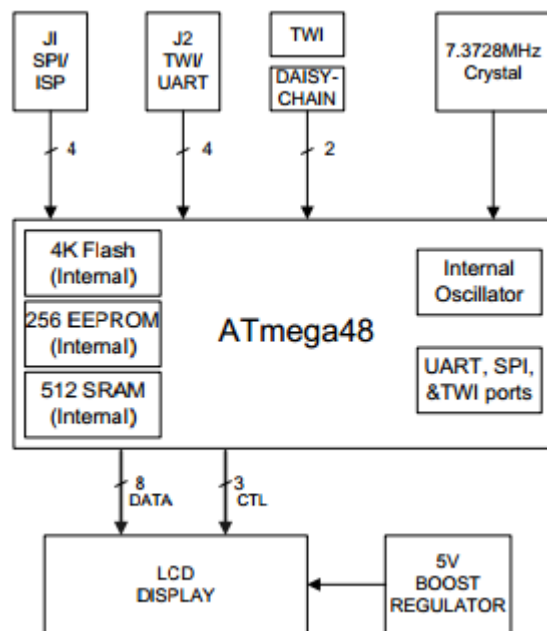 J1
SPI/
ISP
J2
TWI/
UART
TWI
DAISY-
CHAIN
7.3728MHz
Crystal
4
4
2
4K Flash
(Internal)
256 EEPROM
(Internal)
512 SRAM
(Internal)
ATmega48
Internal
Oscillator
UART, SPI,
&TWI ports
8
DATA
3
CTL
LCD
DISPLAY
5V
BOOST
REGULATOR